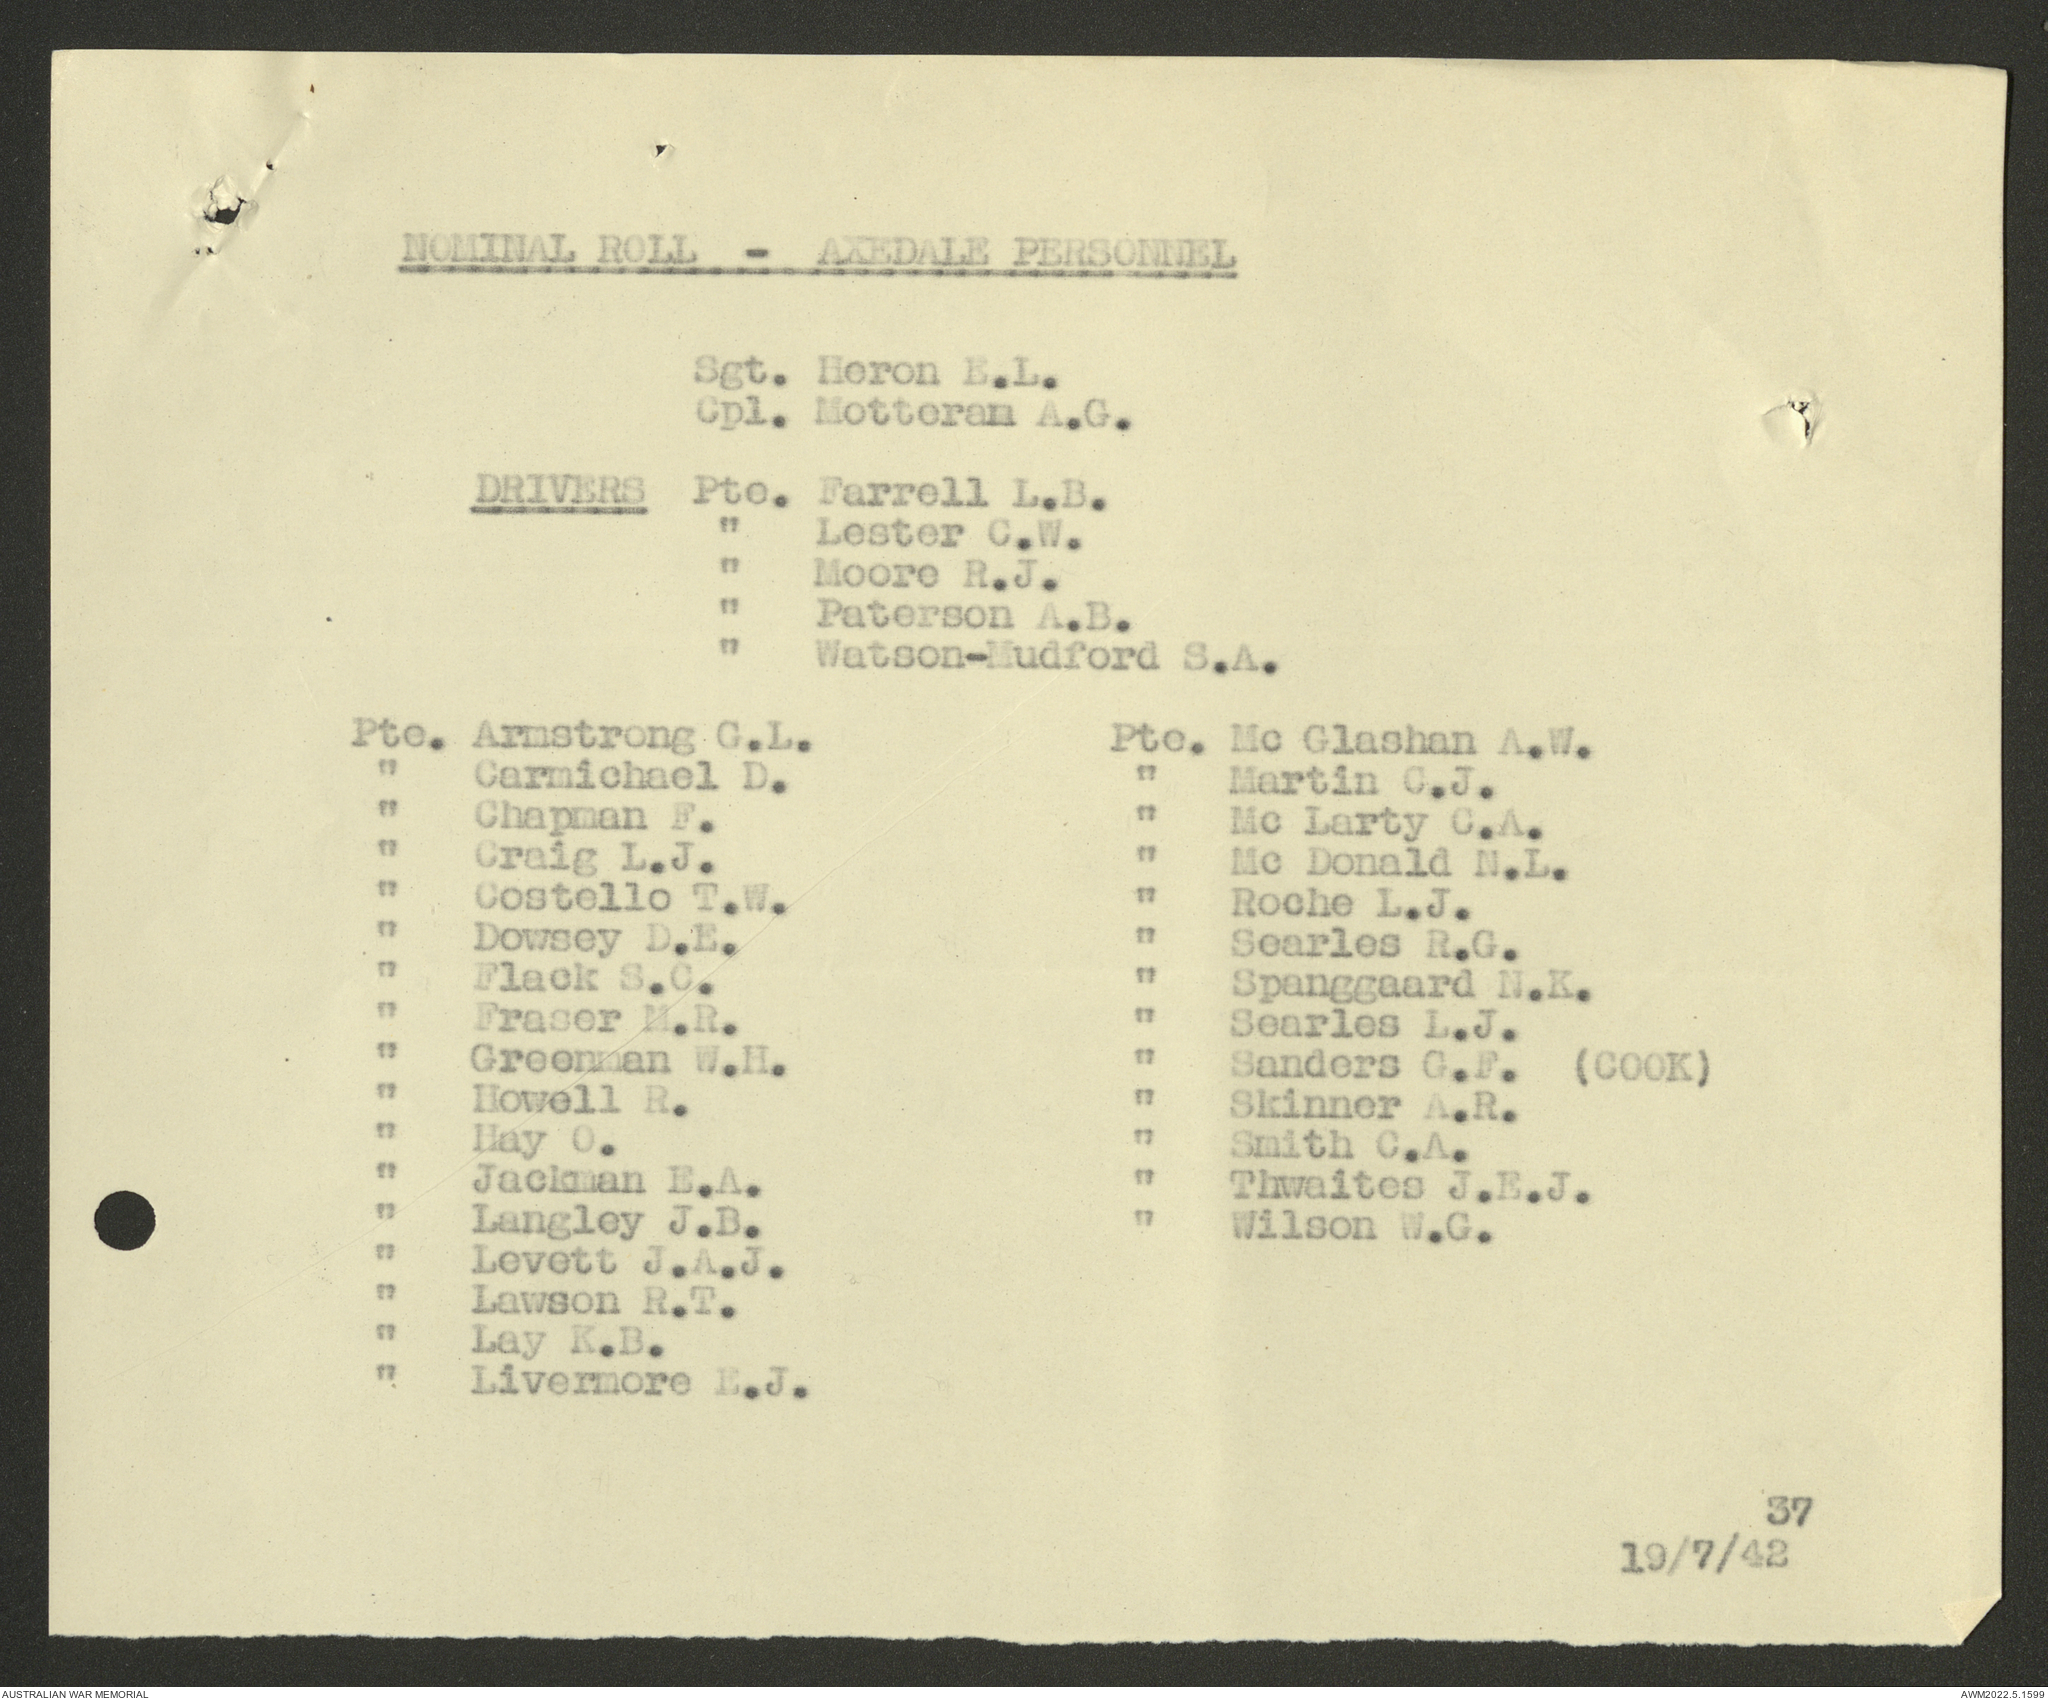 NOMINAL ROLL - AXEDALE PERSONNEL
Sgt. Heron E.L.
Cpl. Motteram A.G.
DRIVERS Pte. Farrell L.B.
" Lester C.W.
" Moore R.J.
" Paterson A.B.
" Watson-Mudford S.A.
Pte. Armstrong G.L.
" Carmichael D.
" Chapman F.
" Craig L.J.
" Costello T.W.
" Dowsey D.E.
" Flack S.C.
" Fraser M.R.
" Greenman W.H.
" Howell R.
" Hay O.
" Jackman E.A.
" Langley J.B.
" Levett J.A.J.
" Lawson R.T.
" Lay K.B.
" Livermore E.J.
Pte. Mc Glashan A.W.
" Martin C.J.
" Mc Larty C.A.
" Mc Donald N.L.
" Roche L.J.
" Searles R.G.
" Spanggaard N.K.
" Searles L.J.
" Sanders G.F. (COOK)
" Skinner A.R.
" Smith C.A.
" Thwaites J.E.J.
" Wilson W.G.
37
19/7/42
AUSTRALIAN WAR MEMORIAL
AWM2022.5.1599